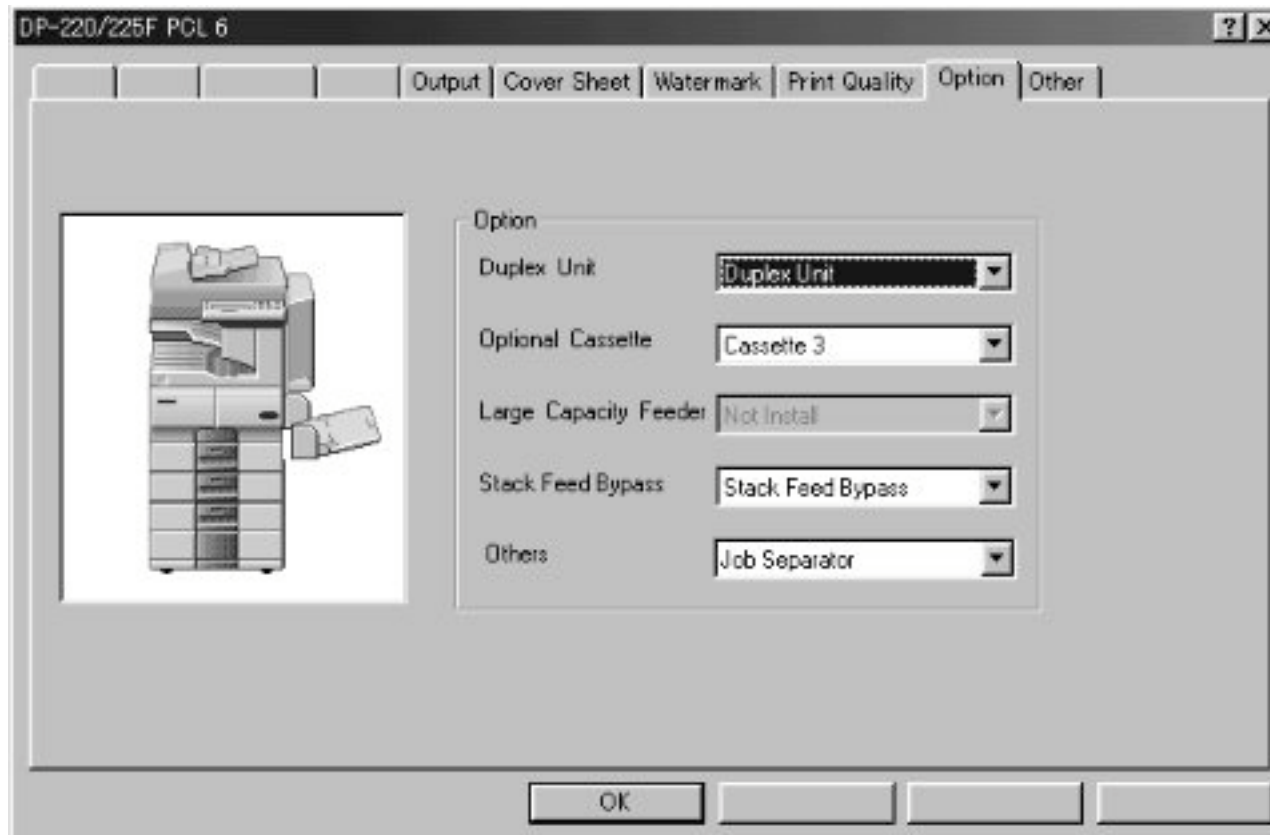 DP-220/225F PCL 6
Output Cover Sheet Watermark Print Quality Option Other
Option
Duplex Unit Duplex Unit
Optional Cassette Cassette 3
Large Capacity Feeder Not Install
Stack Feed Bypass Stack Feed Bypass
Others Job Separator
OK